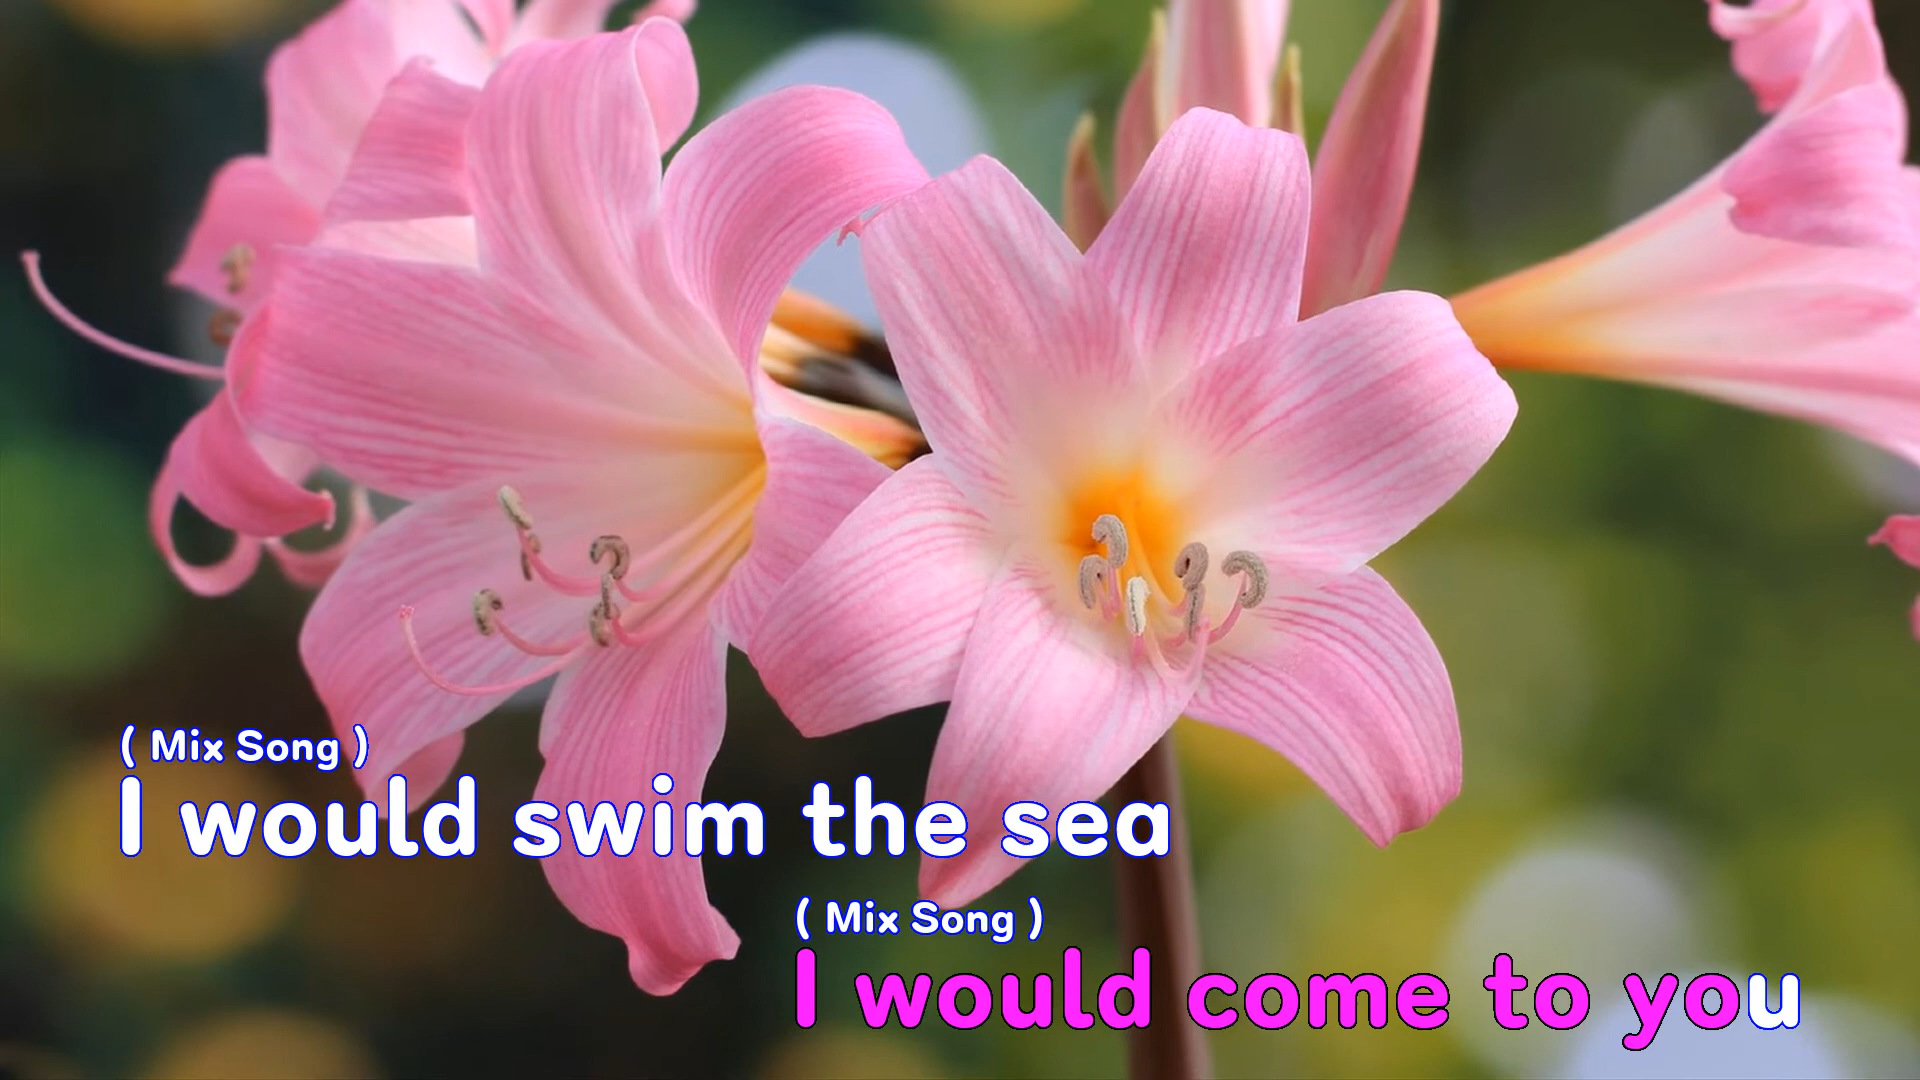 ( Mix Song )
I would swim the sea
( Mix Song )
I would come to you